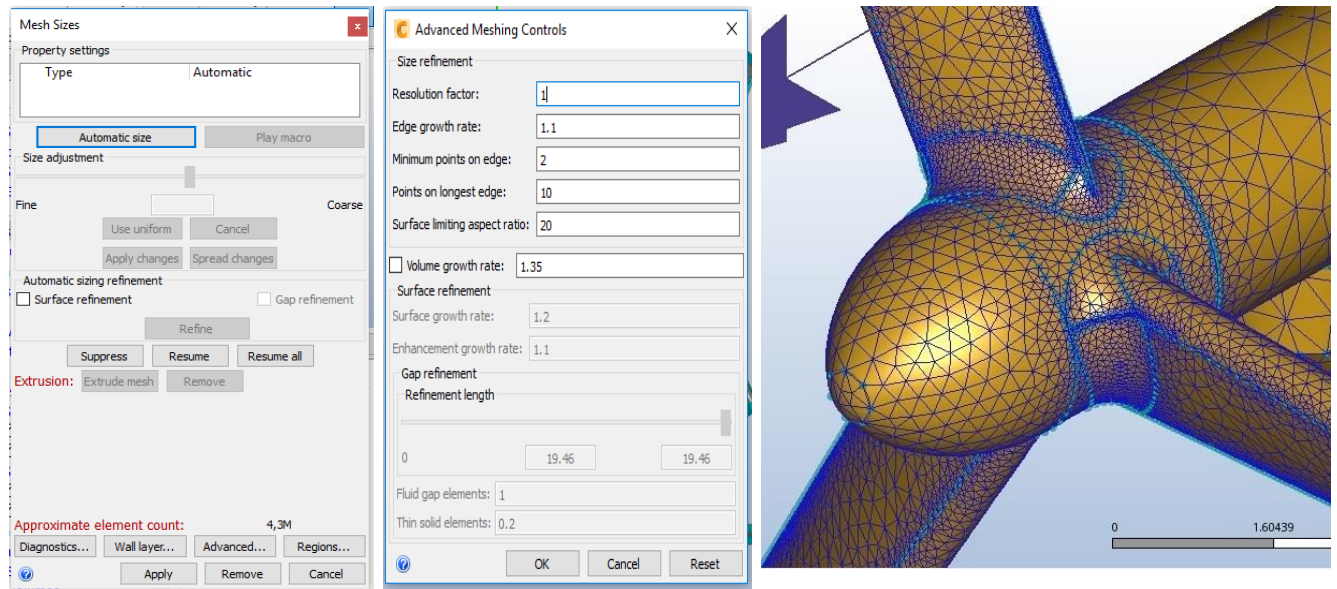 Mesh Sizes
x
Property settings
Type Automatic
Automatic size Play macro
Size adjustment
Fine Coarse
Use uniform Cancel
Apply changes Spread changes
Automatic sizing refinement
Surface refinement Gap refinement
Refine
Suppress Resume Resume all
Extrusion: Extrude mesh Remove
Approximate element count: 4,3M
Diagnostics... Wall layer... Advanced... Regions...
Apply Remove Cancel
Advanced Meshing Controls
Size refinement
Resolution factor: 1
Edge growth rate: 1.1
Minimum points on edge: 2
Points on longest edge: 10
Surface limiting aspect ratio: 20
Volume growth rate: 1.35
Surface refinement
Surface growth rate: 1.2
Enhancement growth rate: 1.1
Gap refinement
Refinement length
0 19.46 19.46
Fluid gap elements: 1
Thin solid elements: 0.2
OK Cancel Reset
0 1.60439